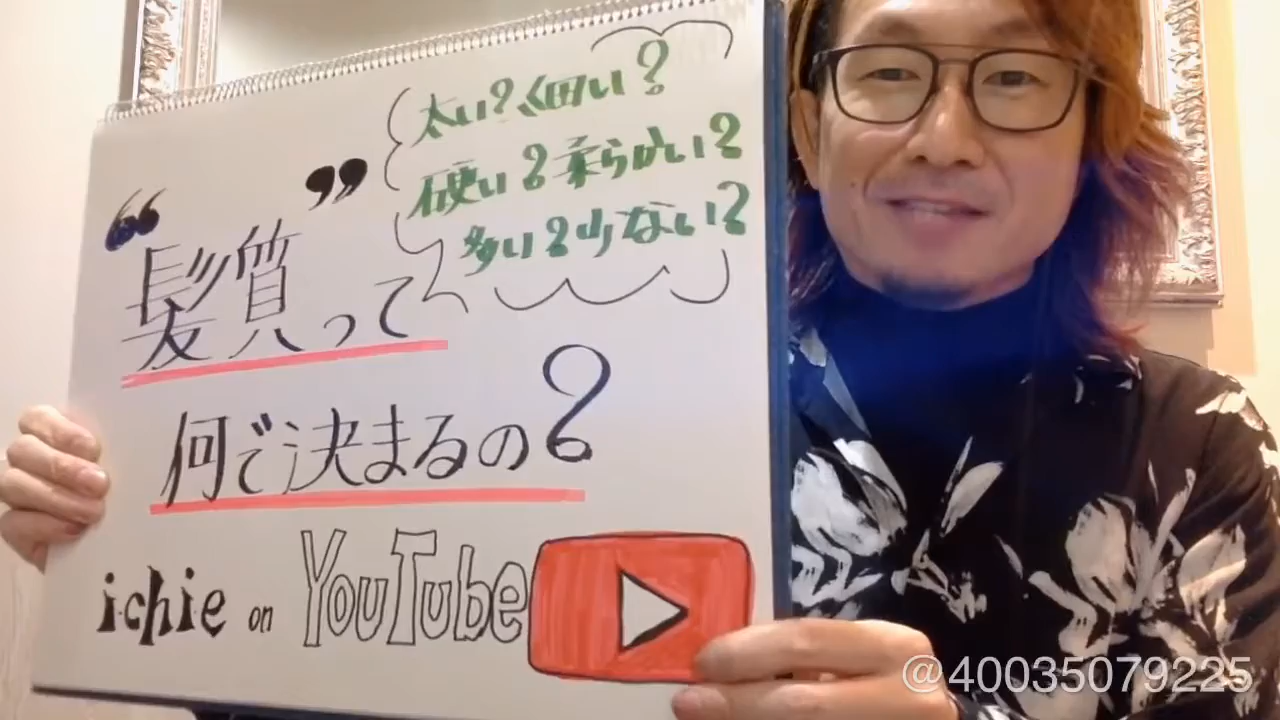 太い？細い？
硬い？柔らかい？
多い？少ない？
“髪質”って
何で決まるの？
ichie on YouTube
@40035079225